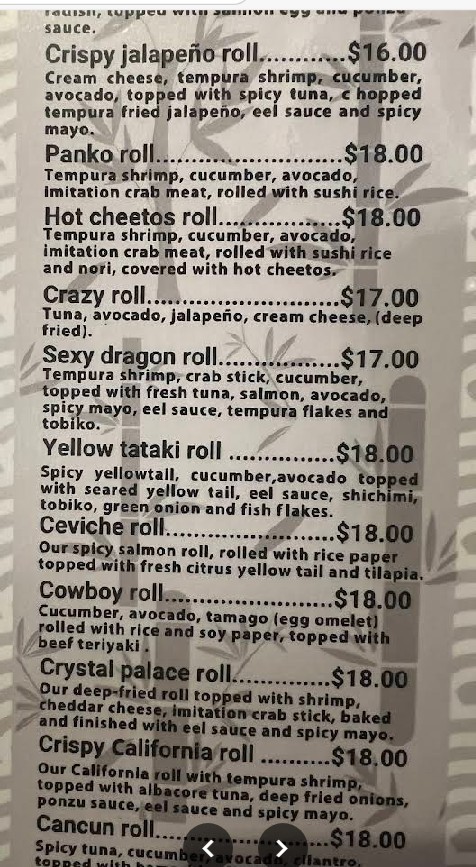 sauce.
Crispy jalapeño roll............$16.00
Cream cheese, tempura shrimp, cucumber,
avocado, topped with spicy tuna, c hopped
tempura fried jalapeño, eel sauce and spicy
mayo.
Panko roll..........................$18.00
Tempura shrimp, cucumber, avocado,
imitation crab meat, rolled with sushi rice.
Hot cheetos roll.................$18.00
Tempura shrimp, cucumber, avocado,
imitation crab meat, rolled with sushi rice
and nori, covered with hot cheetos.
Crazy roll...........................$17.00
Tuna, avocado, jalapeño, cream cheese, (deep
fried).
Sexy dragon roll.................$17.00
Tempura shrimp, crab stick, cucumber,
topped with fresh tuna, salmon, avocado,
spicy mayo, eel sauce, tempura flakes and
tobiko.
Yellow tataki roll ...............$18.00
Spicy yellowtall, cucumber,avocado topped
with seared yellow tail, eel sauce, shichimi,
tobiko, green onion and fish flakes.
Ceviche roll........................$18.00
Our spicy salmon roll, rolled with rice paper
topped with fresh citrus yellow tail and tilapia.
Cowboy roll........................$18.00
Cucumber, avocado, tamago (egg omelet)
rolled with rice and soy paper, topped with
beef teriyaki .
Crystal palace roll..............$18.00
Our deep-fried roll topped with shrimp,
cheddar cheese, imitation crab stick, baked
and finished with eel sauce and spicy mayo.
Crispy California roll ..........$18.00
Our California roll with tempura shrimp,
topped with albacore tuna, deep fried onions,
ponzu sauce, eel sauce and spicy mayo.
Cancun roll.........................$18.00
Spicy tuna, cucumber, avocado, cilantro,
topped with